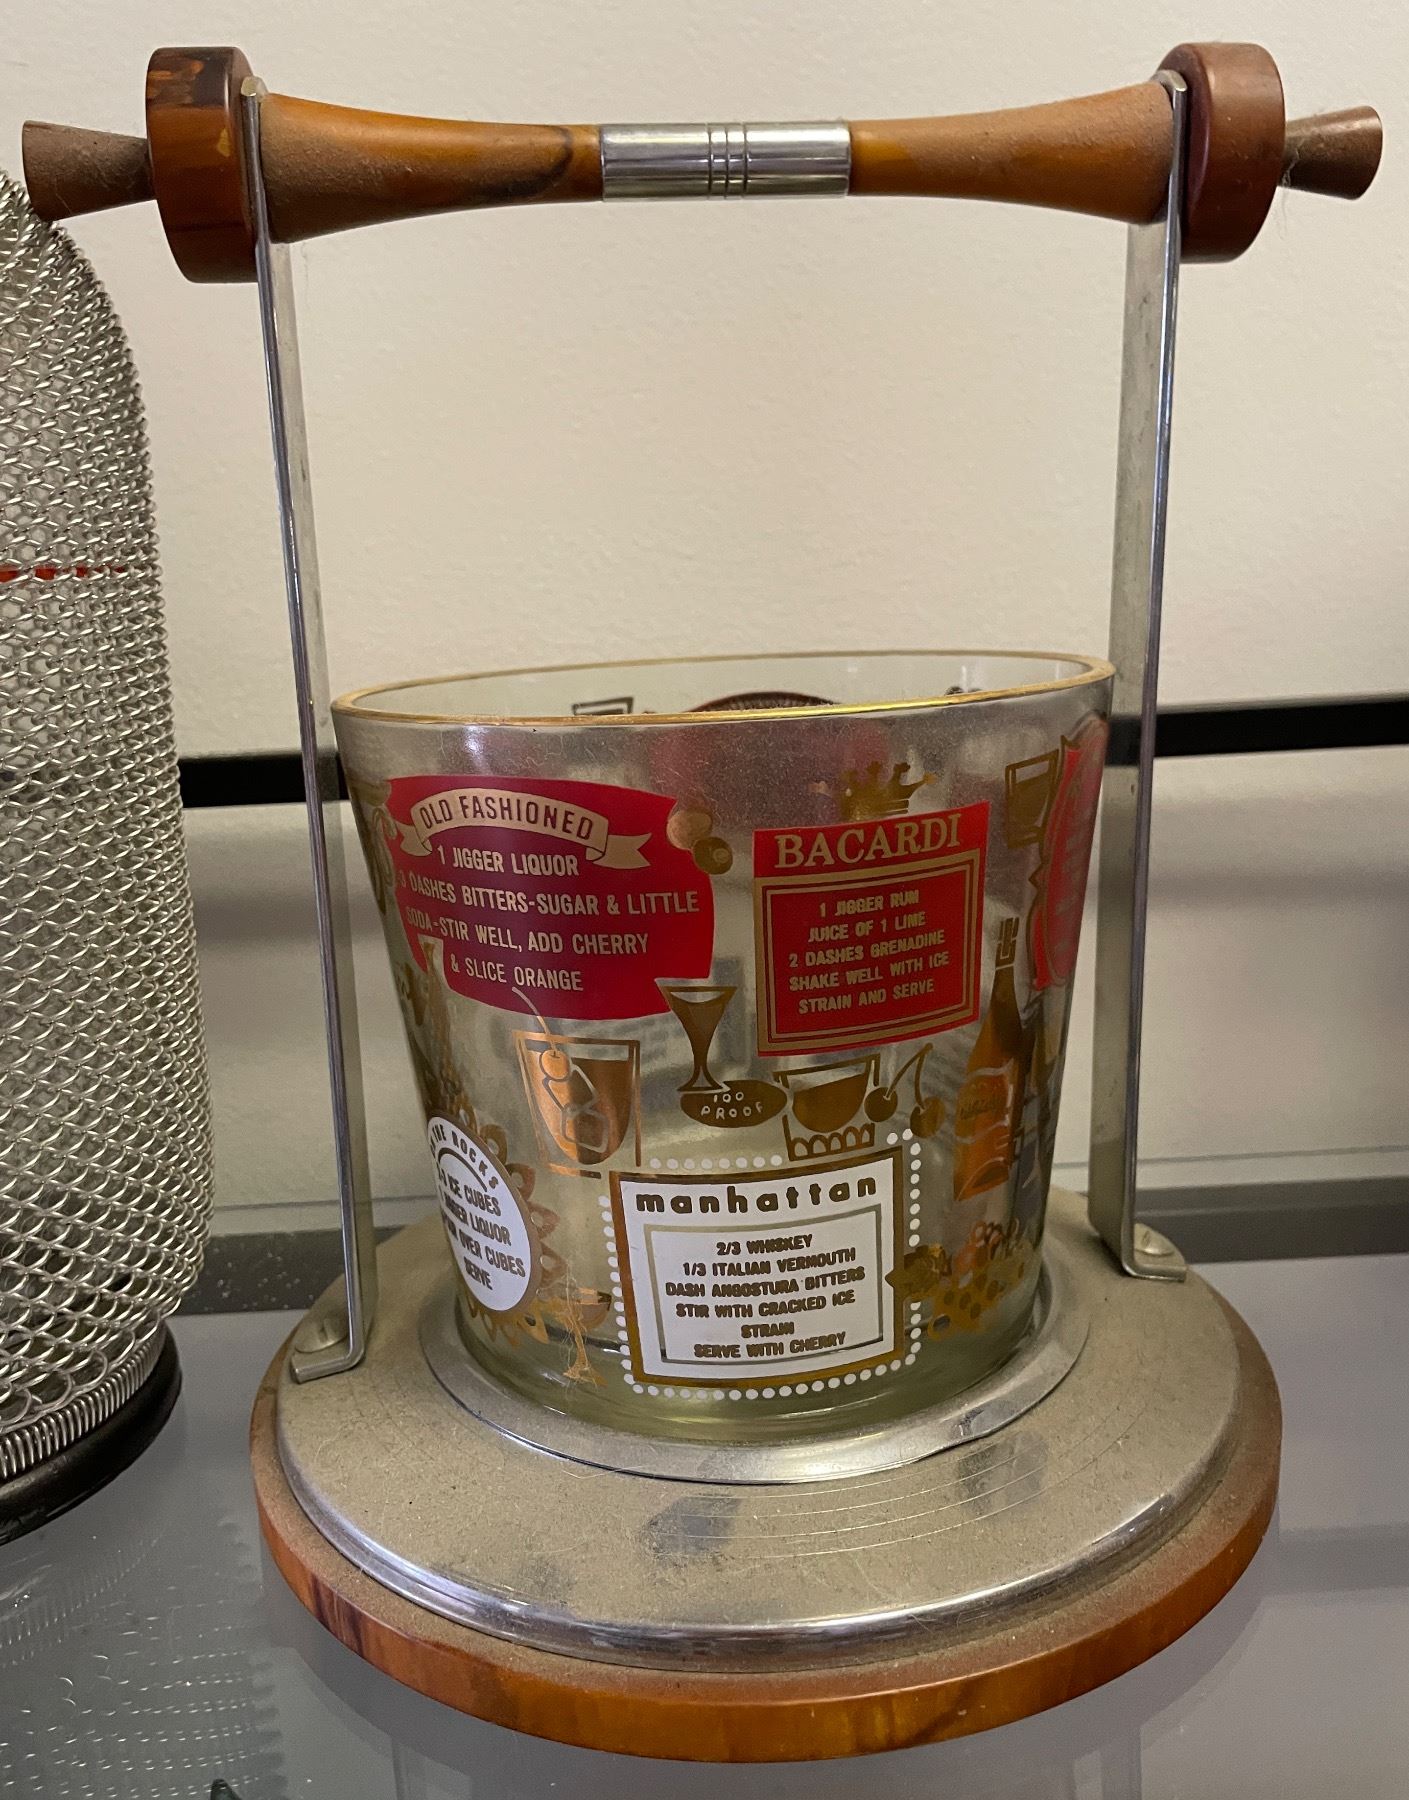 OLD FASHIONED
1 JIGGER LIQUOR
3 DASHES BITTERS-SUGAR & LITTLE
SODA-STIR WELL, ADD CHERRY
& SLICE ORANGE
BACARDI
1 JIGGER RUM
JUICE OF 1 LIME
2 DASHES GRENADINE
SHAKE WELL WITH ICE
STRAIN AND SERVE
100
PROOF
THE ROCKS
ICE CUBES
LIQUOR
OVER CUBES
SERVE
manhattan
2/3 WHISKEY
1/3 ITALIAN VERMOUTH
DASH ANGOSTURA BITTERS
STIR WITH CRACKED ICE
STRAIN
SERVE WITH CHERRY